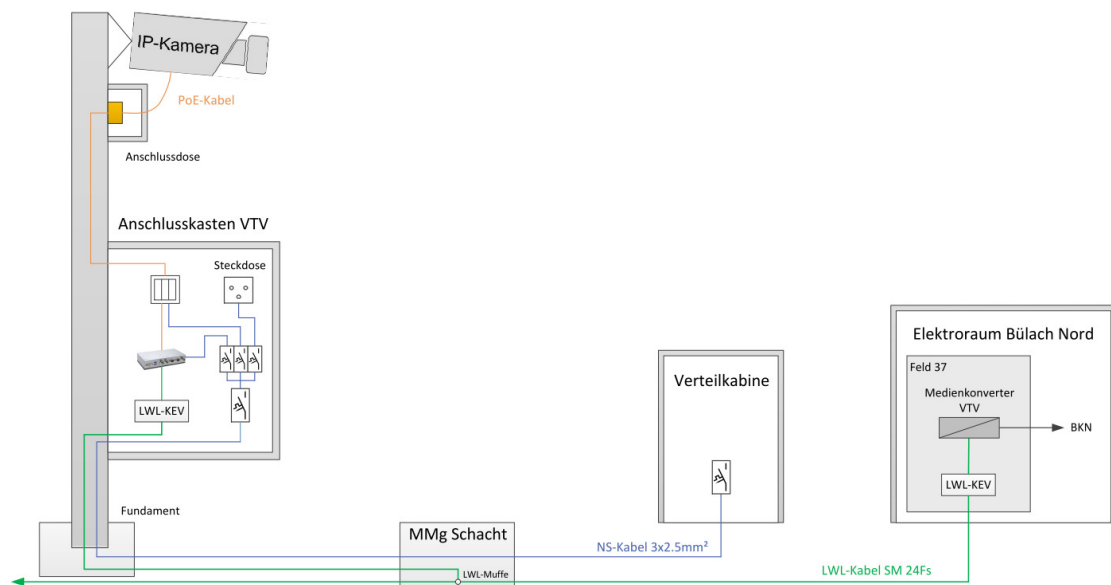 IP-Kamera
PoE-Kabel
Anschlussdose
Anschlusskasten VTV
Steckdose
LWL-KEV
Fundament
MMg Schacht
LWL-Muffe
NS-Kabel 3x2.5mm²
Verteilkabine
Elektroraum Bülach Nord
Feld 37
Medienkonverter
VTV
BKN
LWL-KEV
LWL-Kabel SM 24Fs